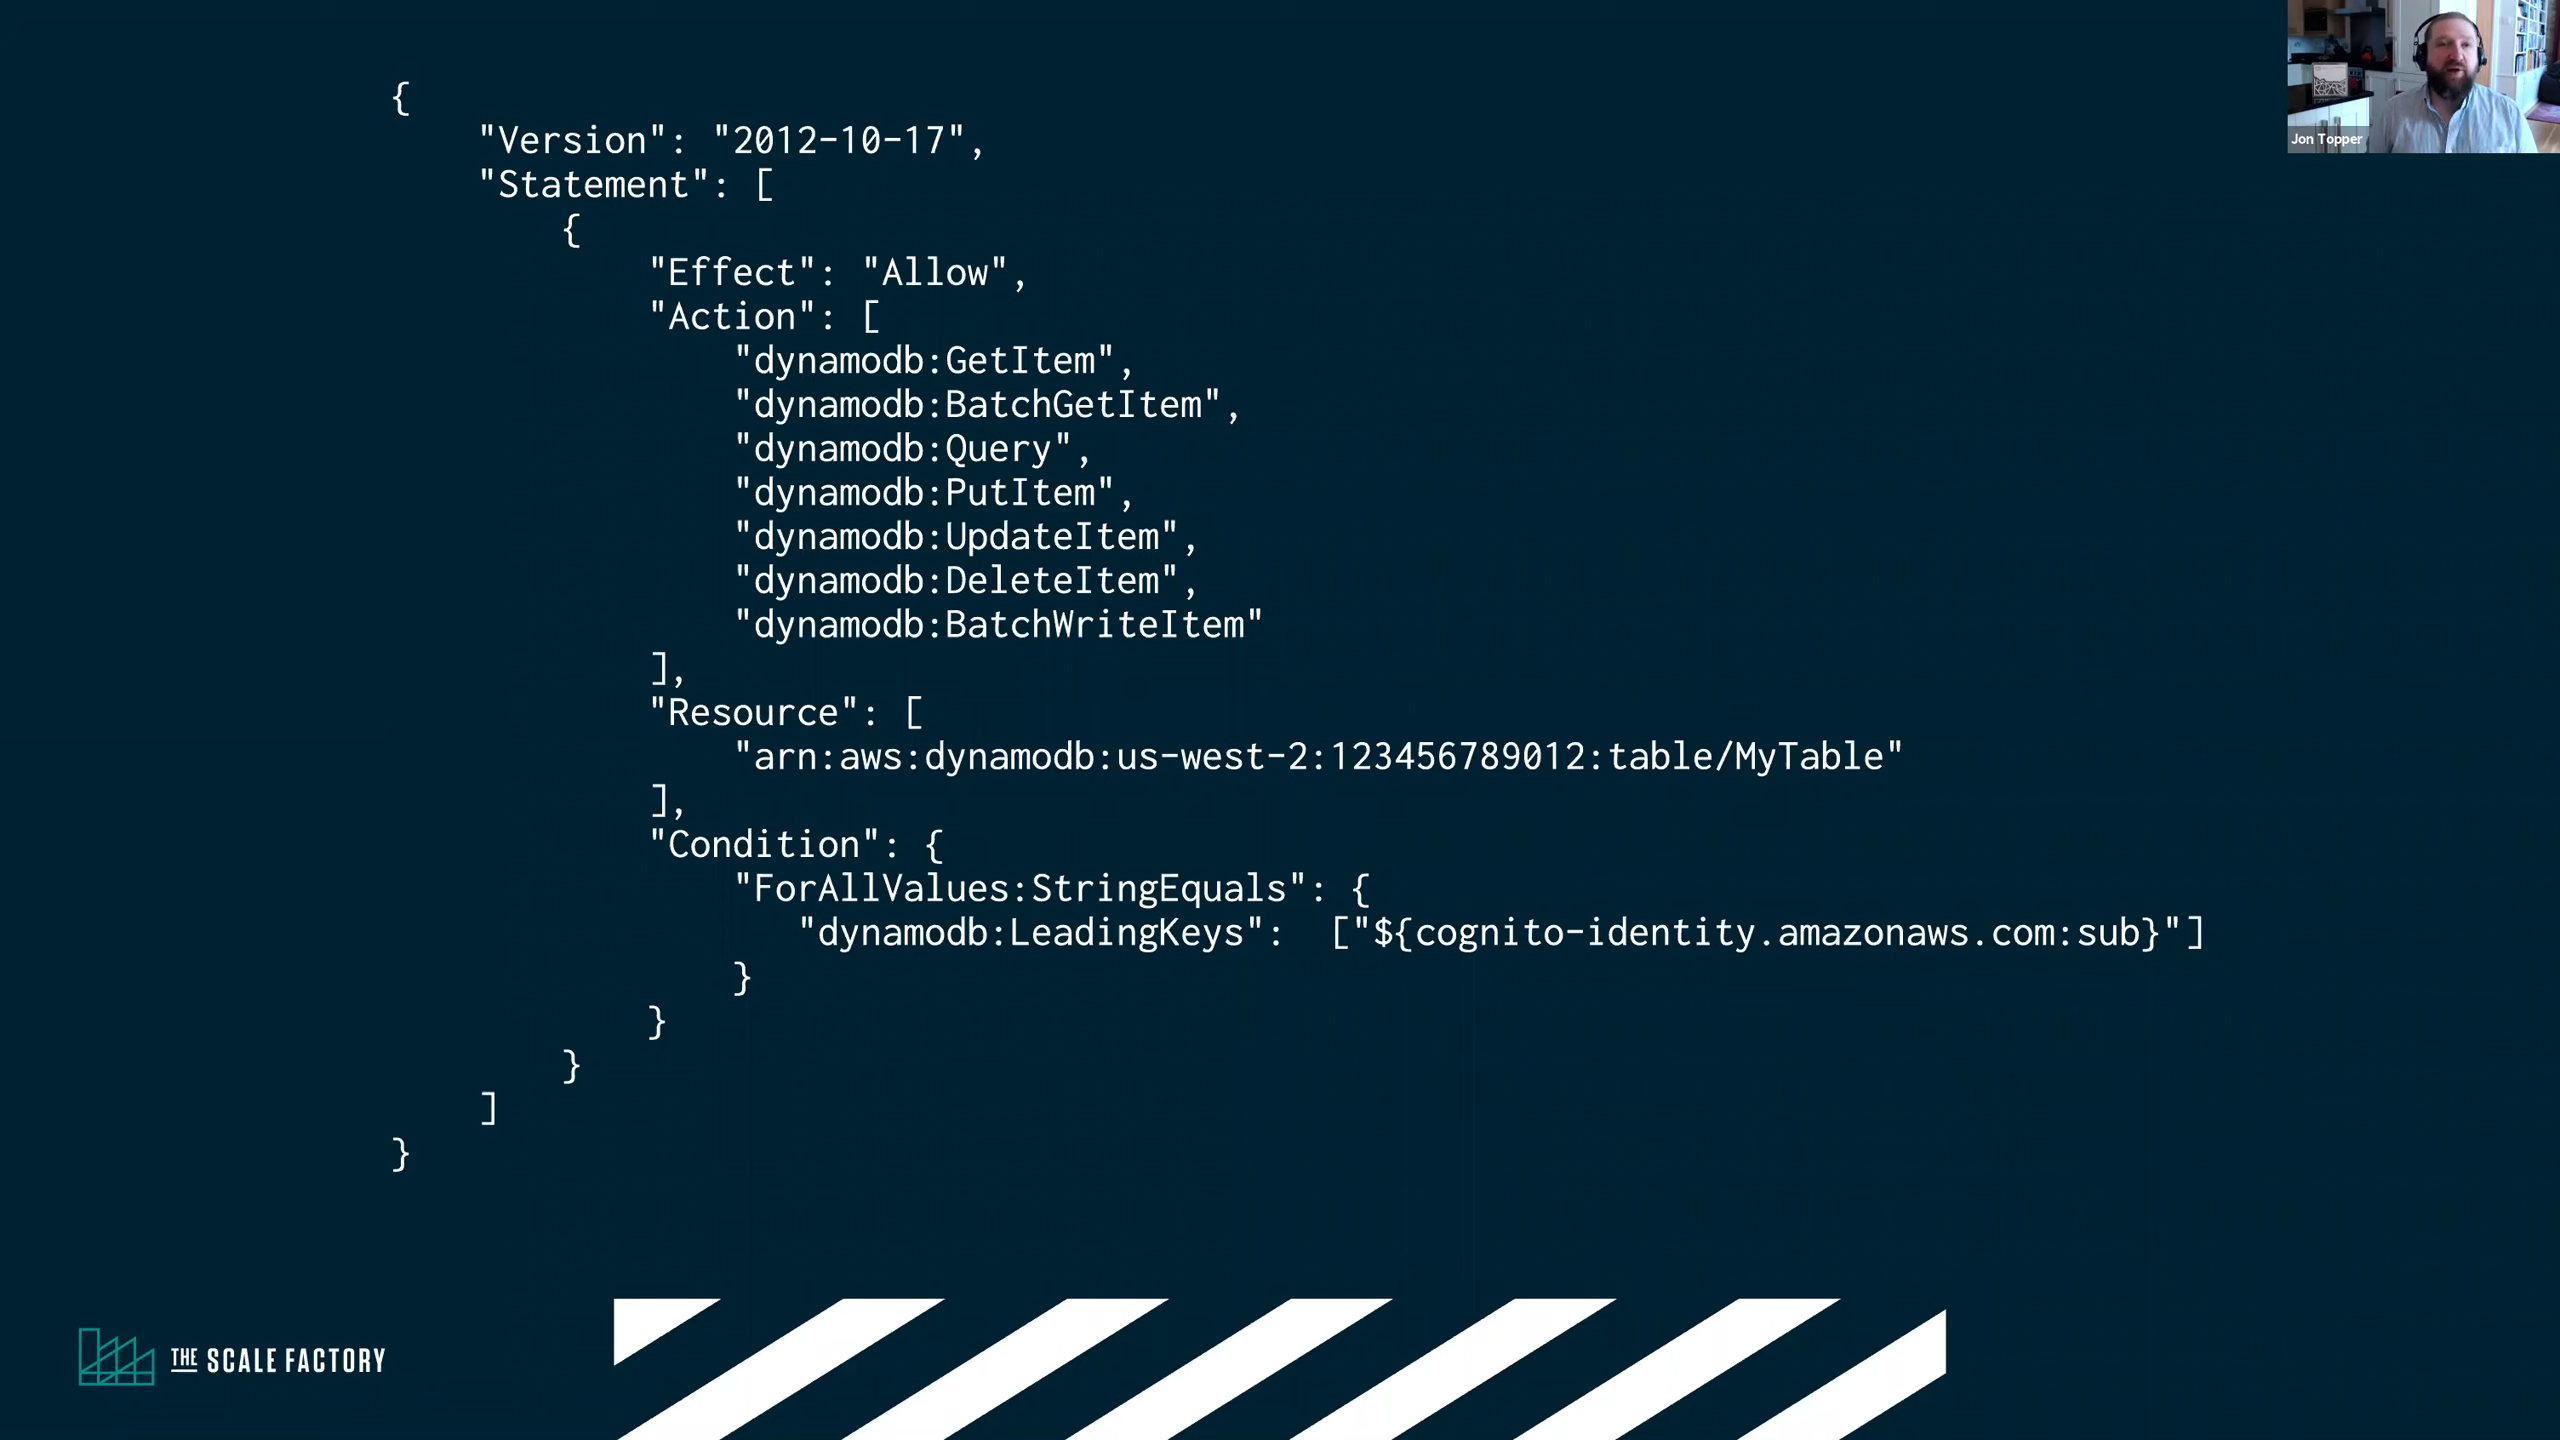 {
"Version": "2012-10-17",
"Statement": [
{
"Effect": "Allow",
"Action": [
"dynamodb:GetItem",
"dynamodb:BatchGetItem",
"dynamodb:Query",
"dynamodb:PutItem",
"dynamodb:UpdateItem",
"dynamodb:DeleteItem",
"dynamodb:BatchWriteItem"
],
"Resource": [
"arn:aws:dynamodb:us-west-2:123456789012:table/MyTable"
],
"Condition": {
"ForAllValues:StringEquals": {
"dynamodb:LeadingKeys":  ["${cognito-identity.amazonaws.com:sub}"]
}
}
}
]
}
Jon Topper
THE SCALE FACTORY